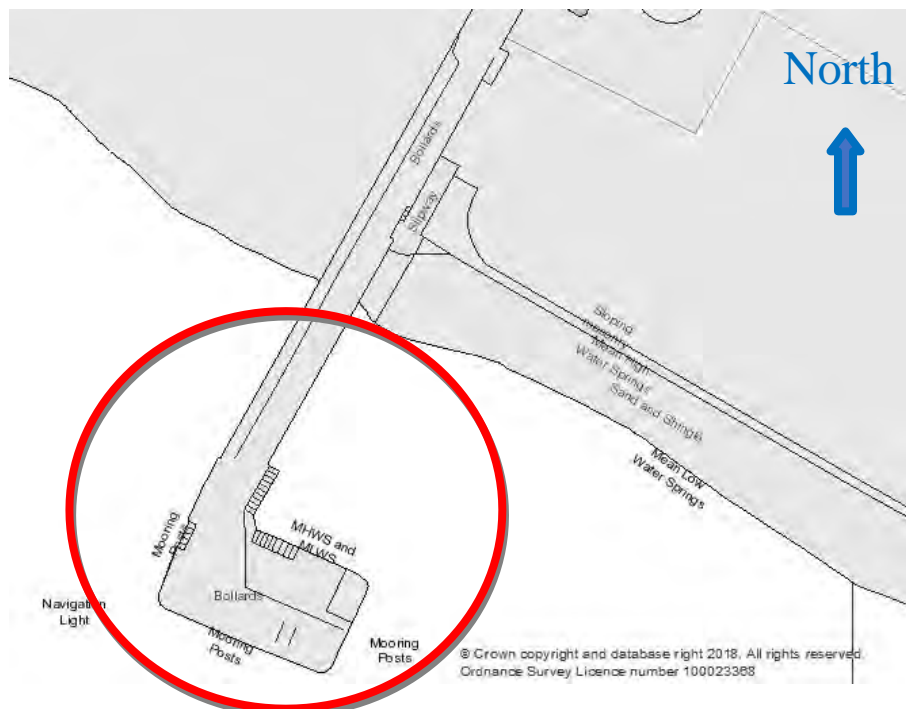 North
Bollards
Slipway
Sloping
masonry
Mean High
Water Springs
Sand and Shingle
Mean Low
Water Springs
Mooring
Posts
MHWS and
MLWS
Navigation
Light
Bollards
Mooring
Posts
Mooring
Posts
© Crown copyright and database right 2018. All rights reserved.
Ordnance Survey Licence number 100023368